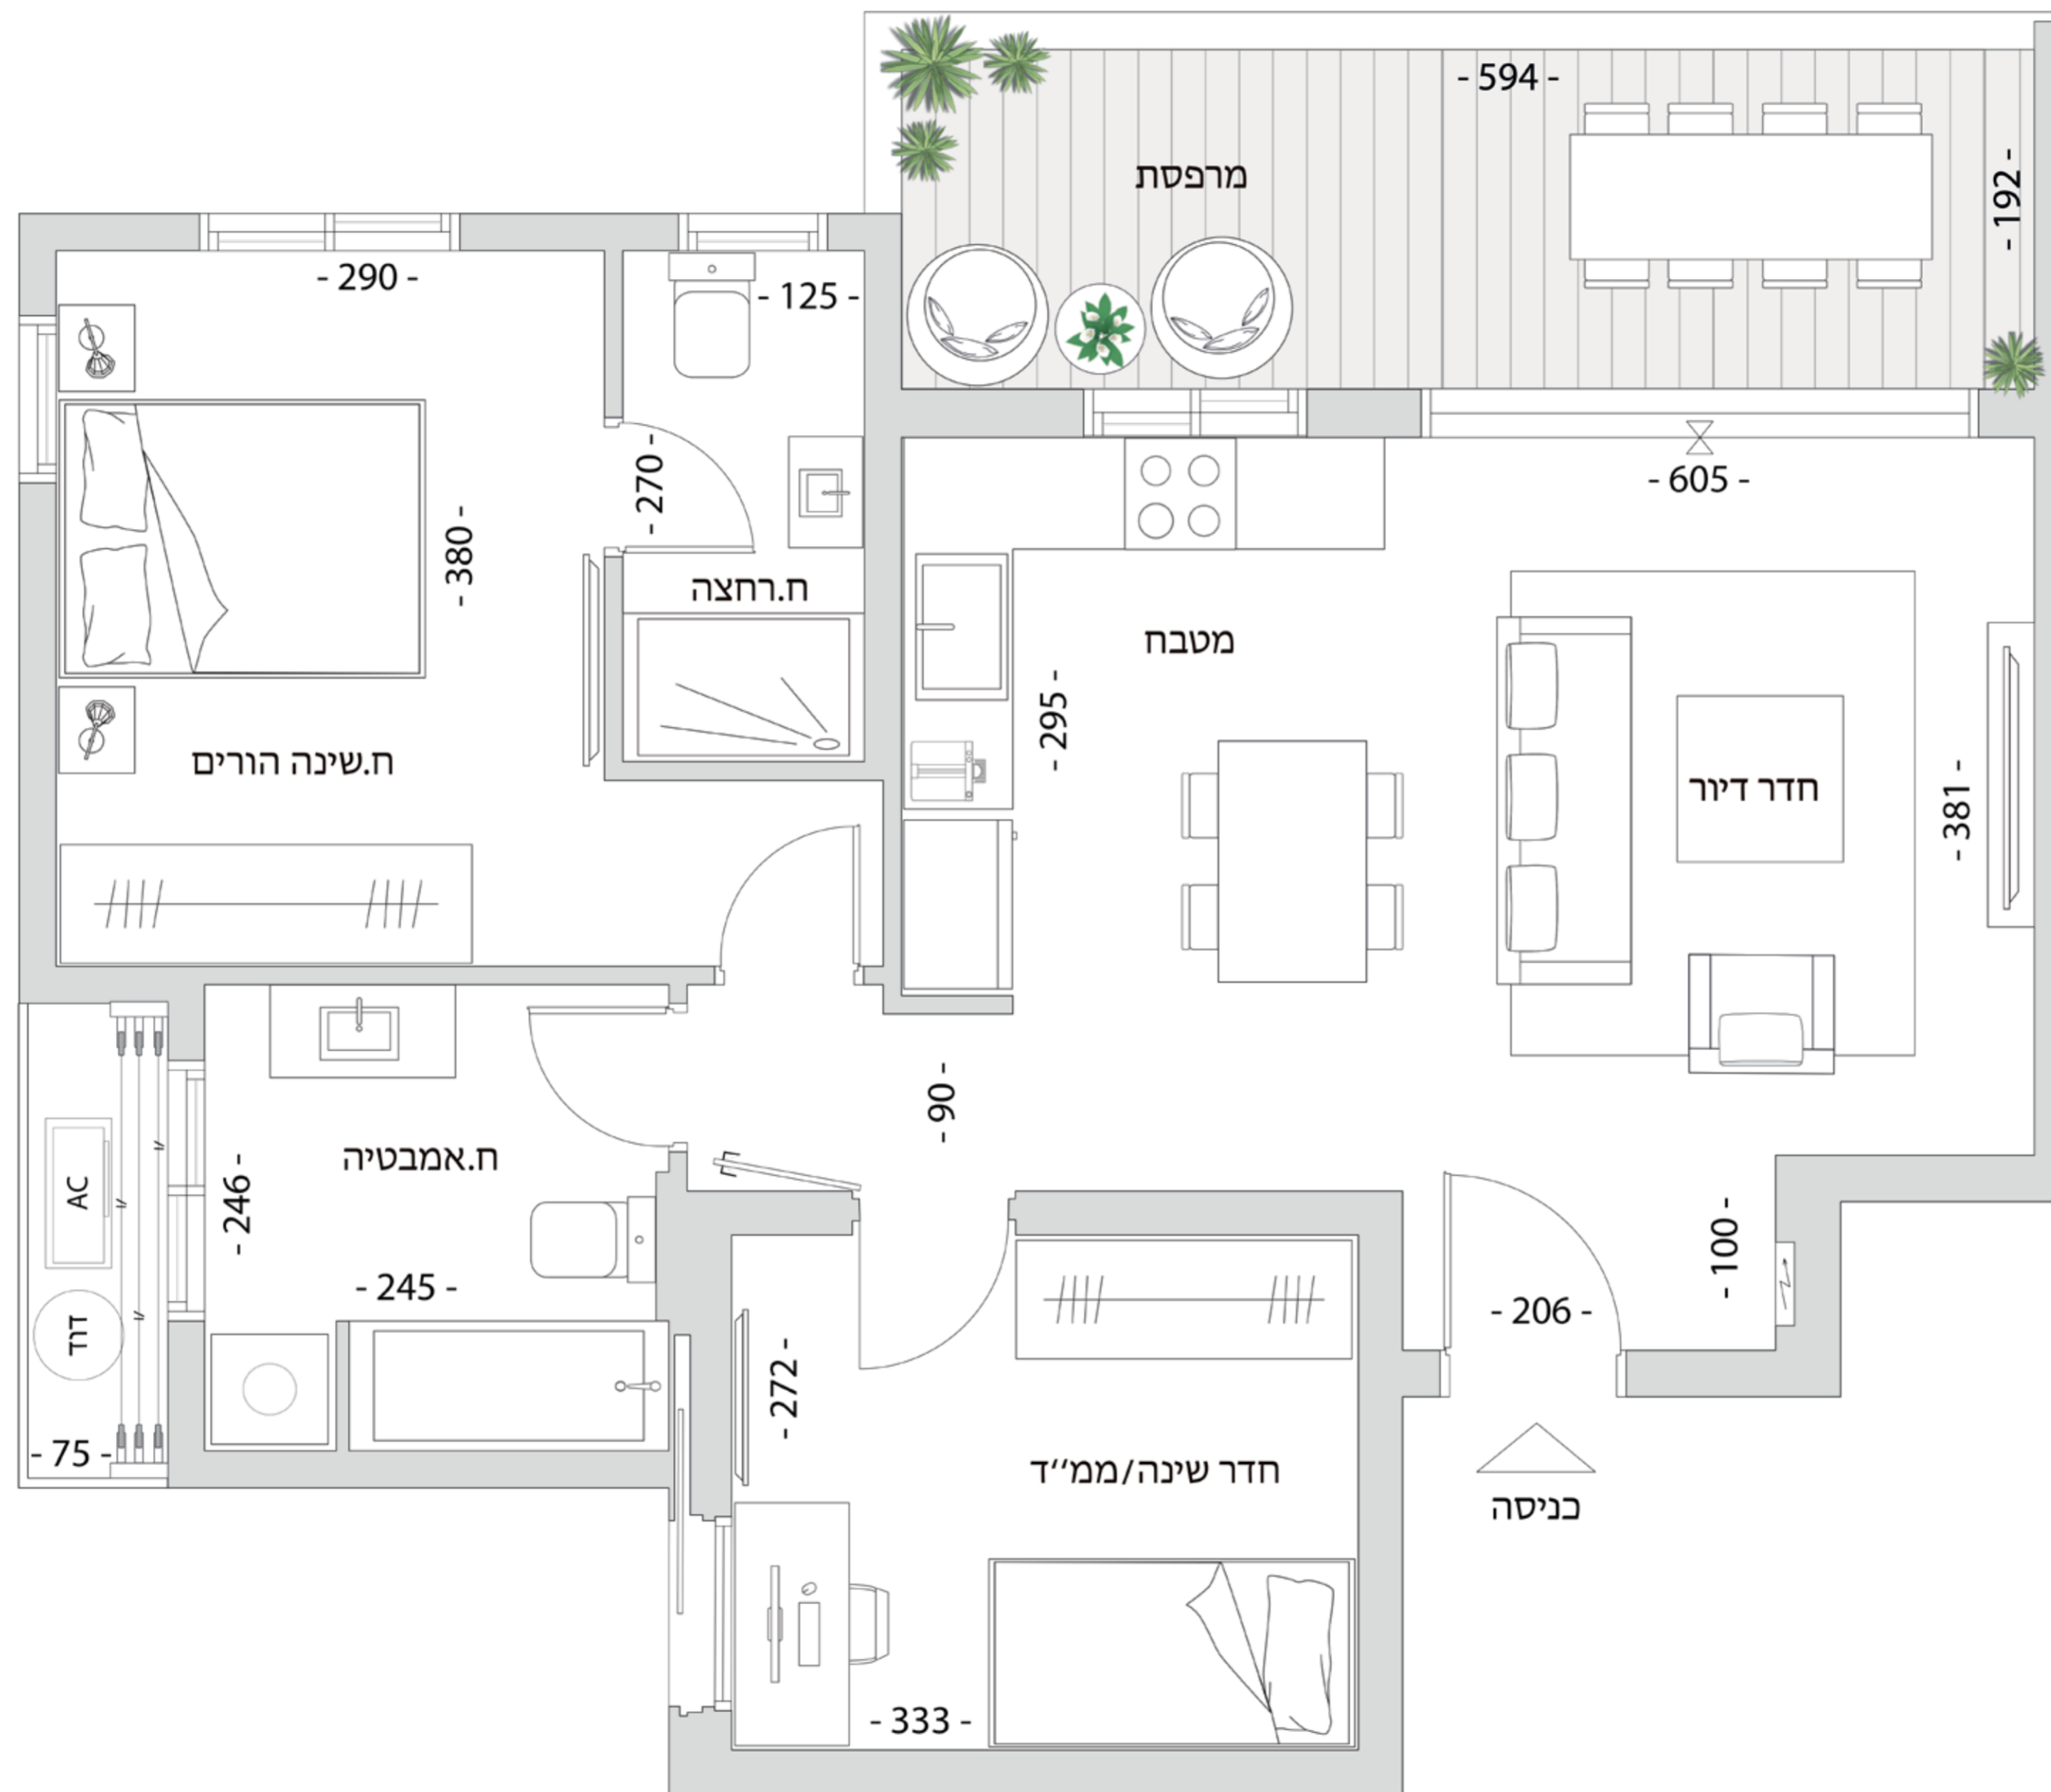 - 594 -
- 192 -
מרפסת
- 290 -
- 125 -
- 270 -
- 380 -
ח.רחצה
ח.שינה הורים
- 605 -
מטבח
- 295 -
חדר דיור
- 381 -
- 90 -
ח.אמבטיה
- 246 -
- 245 -
AC
דוד
- 75 -
- 100 -
- 206 -
כניסה
- 272 -
חדר שינה/ממ״ד
- 333 -